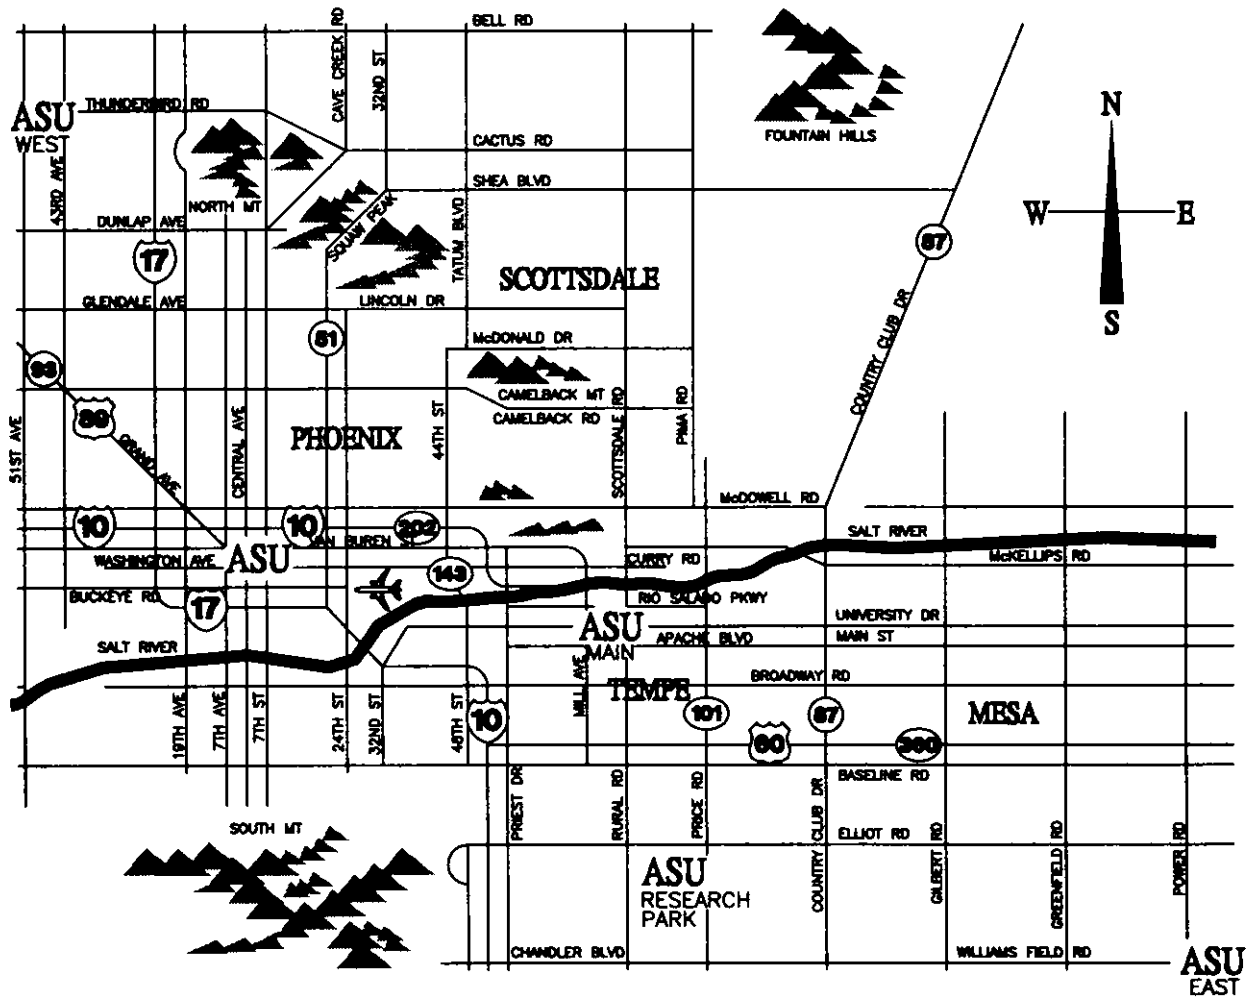 BELL RD
CAVE CREEK RD
32ND ST
THUNDERBIRD RD
ASU
WEST
FOUNTAIN HILLS
N
CACTUS RD
43RD AVE
SHEA BLVD
NORTH MT
SQUAW PEAK
TATUM BLVD
W
E
DUNLAP AVE
87
17
SCOTTSDALE
GLENDALE AVE
LINCOLN DR
COUNTRY CLUB DR
S
51
McDONALD DR
93
CAMELBACK MT
SCOTTSDALE RD
PIMA RD
89
CAMELBACK RD
51ST AVE
GRAND AVE
CENTRAL AVE
PHOENIX
44TH ST
McDOWELL RD
10
10
202
SALT RIVER
VAN BUREN ST
WASHINGTON AVE
ASU
CURRY RD
McKELLIPS RD
143
BUCKEYE RD
17
RIO SALADO PKWY
UNIVERSITY DR
ASU
MAIN
APACHE BLVD
MAIN ST
SALT RIVER
BROADWAY RD
MILL AVE
TEMPE
19TH AVE
7TH AVE
7TH ST
24TH ST
32ND ST
48TH ST
10
101
87
MESA
60
360
BASELINE RD
PRIEST DR
RURAL RD
PRICE RD
COUNTRY CLUB DR
SOUTH MT
ELLIOT RD
GILBERT RD
GREENFIELD RD
POWER RD
ASU
RESEARCH
PARK
CHANDLER BLVD
WILLIAMS FIELD RD
ASU
EAST